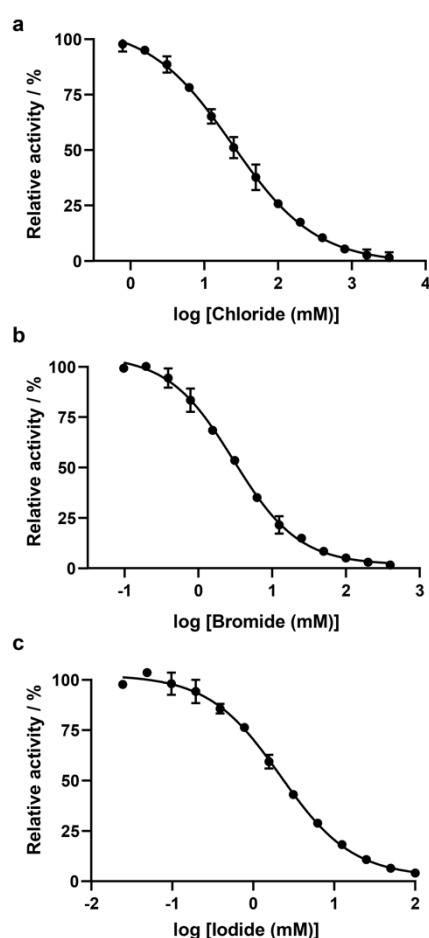 a
Relative activity / %
100
75
50
25
0
0 1 2 3 4
log [Chloride (mM)]
b
Relative activity / %
100
75
50
25
0
-1 0 1 2 3
log [Bromide (mM)]
c
Relative activity / %
100
75
50
25
0
-2 -1 0 1 2
log [Iodide (mM)]